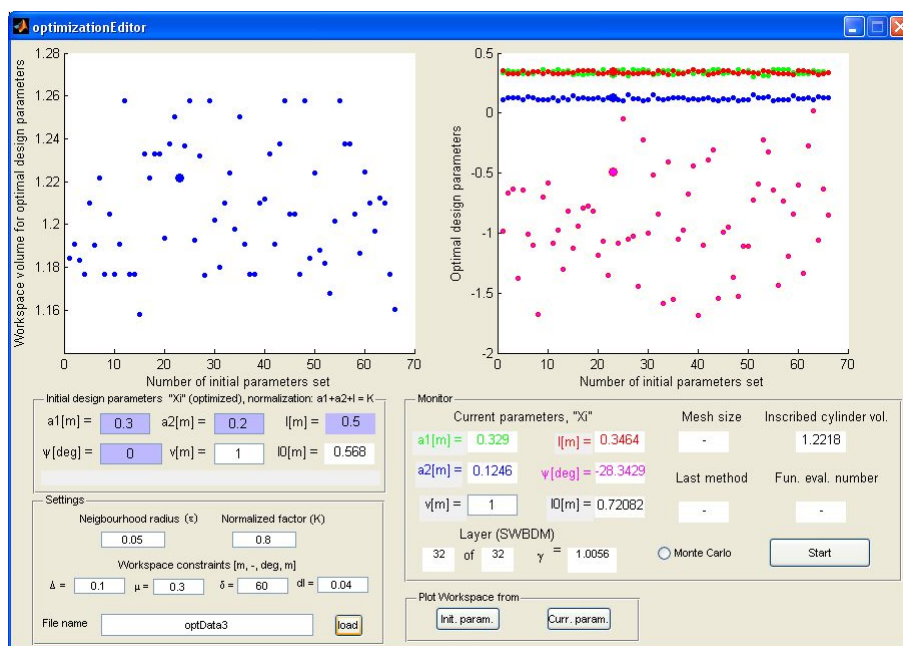 optimizationEditor
Workspace volume for optimal design parameters
1.28
1.26
1.24
1.22
1.2
1.18
1.16
0 10 20 30 40 50 60 70
Number of initial parameters set
Optimal design parameters
0.5
0
-0.5
-1
-1.5
-2
0 10 20 30 40 50 60 70
Number of initial parameters set
Initial design parameters "Xi" (optimized), normalization: a1+a2+l = K
a1[m] = 0.3 a2[m] = 0.2 l[m] = 0.5
ψ[deg] = 0 v[m] = 1 l0[m] = 0.568
Settings
Neigbourhood radius (ε) Normalized factor (K)
0.05 0.8
Workspace constraints [m, -, deg, m]
Δ = 0.1 μ = 0.3 δ = 60 dl = 0.04
File name optData3 load
Monitor
Current parameters, "Xi"
a1[m] = 0.329 l[m] = 0.3464
a2[m] = 0.1246 ψ[deg] = -28.3429
v[m] = 1 l0[m] = 0.72082
Layer (SWBDM)
32 of 32 γ = 1.0056
Mesh size Inscribed cylinder vol.
- 1.2218
Last method Fun. eval. number
- -
Monte Carlo Start
Plot Workspace from
Init. param. Curr. param.